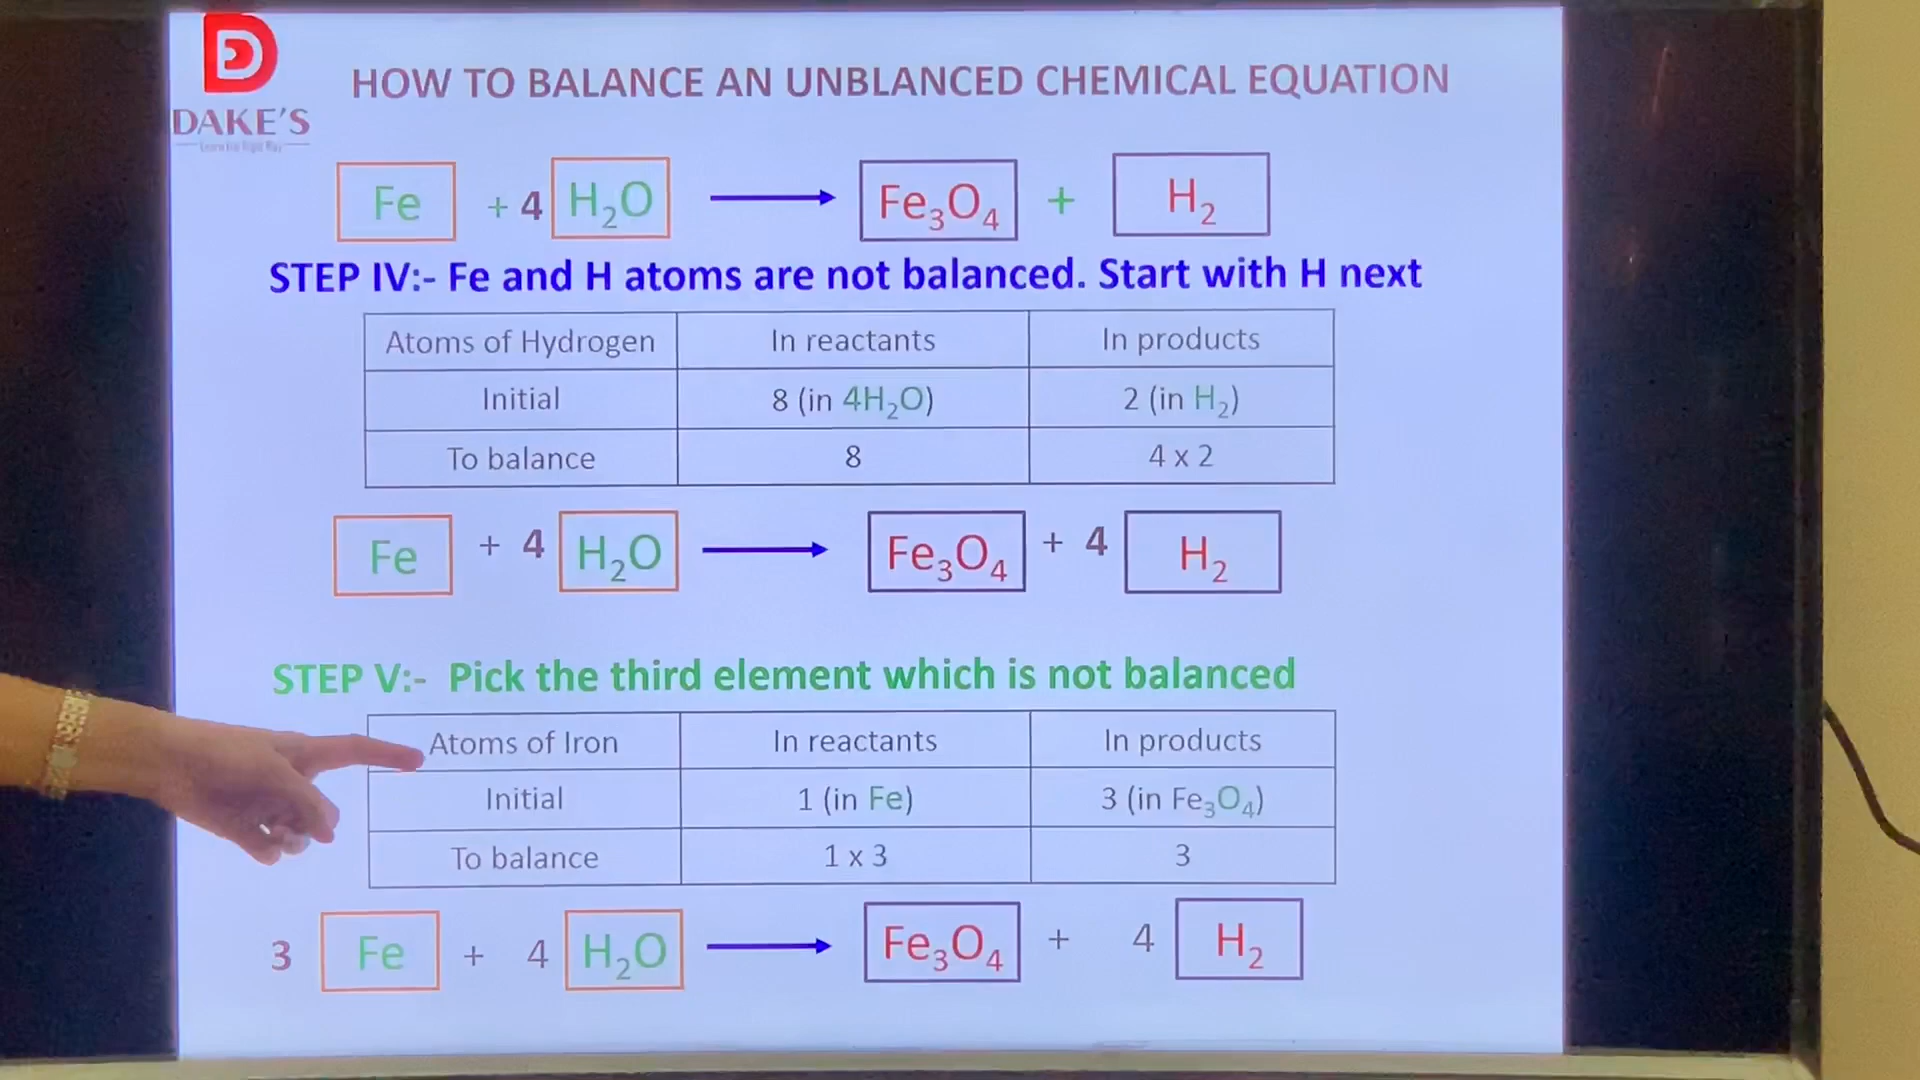 DAKE'S
Learn the Right Way
HOW TO BALANCE AN UNBLANCED CHEMICAL EQUATION
Fe + 4 H₂O → Fe₃O₄ + H₂
STEP IV:- Fe and H atoms are not balanced. Start with H next
Atoms of Hydrogen In reactants In products
Initial 8 (in 4H₂O) 2 (in H₂)
To balance 8 4 x 2
Fe + 4 H₂O → Fe₃O₄ + 4 H₂
STEP V:- Pick the third element which is not balanced
Atoms of Iron In reactants In products
Initial 1 (in Fe) 3 (in Fe₃O₄)
To balance 1 x 3 3
3 Fe + 4 H₂O → Fe₃O₄ + 4 H₂